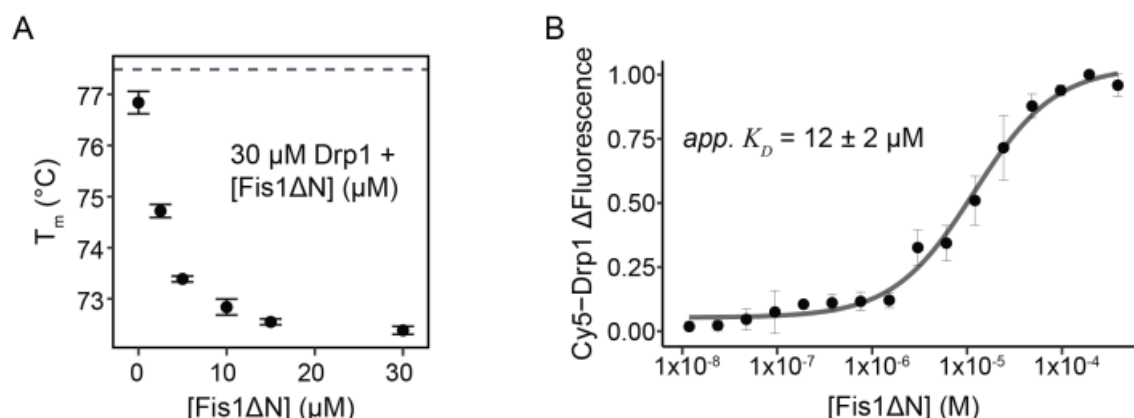 A
T_m (°C)
77
76
75
74
73
30 µM Drp1 +
[Fis1ΔN] (µM)
0
10
20
30
[Fis1ΔN] (µM)
B
Cy5−Drp1 ΔFluorescence
1.00
0.75
0.50
0.25
0.00
app. K_D = 12 ± 2 µM
1x10⁻⁸
1x10⁻⁷
1x10⁻⁶
1x10⁻⁵
1x10⁻⁴
[Fis1ΔN] (M)